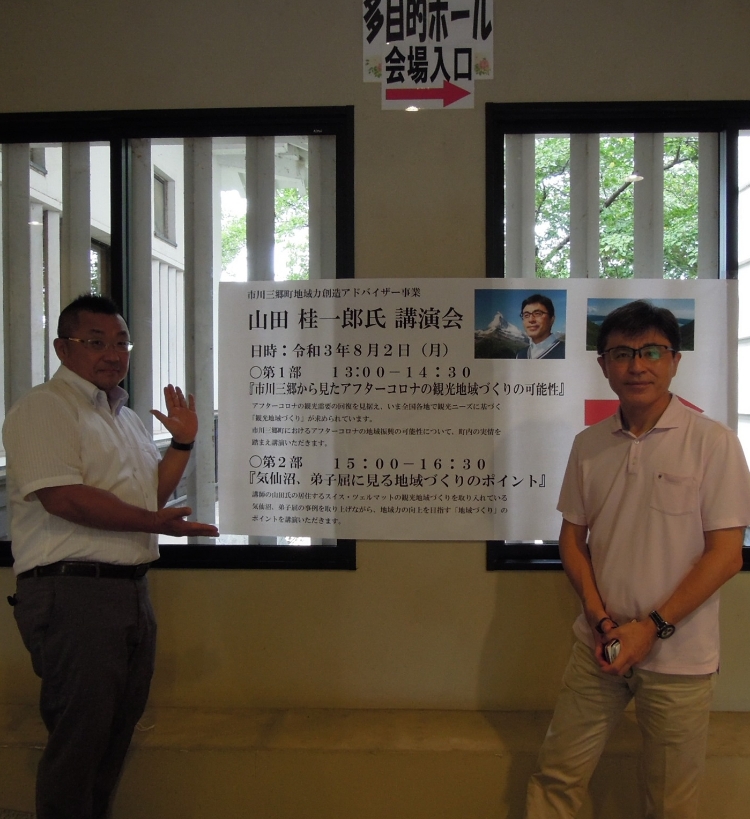 多目的ホール
会場入口
市川三郷町地域力創造アドバイザー事業
山田 桂一郎氏 講演会
日時：令和３年８月２日（月）
○第１部　１３：００−１４：３０
『市川三郷から見たアフターコロナの観光地域づくりの可能性』
アフターコロナの観光需要の回復を見据え、いま全国各地で観光ニーズに基づく
「観光地域づくり」が求められています。
市川三郷町におけるアフターコロナの地域振興の可能性について、町内の実情を
踏まえ講演いただきます。
○第２部　１５：００−１６：３０
『気仙沼、弟子屈に見る地域づくりのポイント』
講師の山田氏の居住するスイス・ツェルマットの観光地域づくりを取り入れている
気仙沼、弟子屈の事例を取り上げながら、地域力の向上を目指す「地域づくり」の
ポイントを講演いただきます。